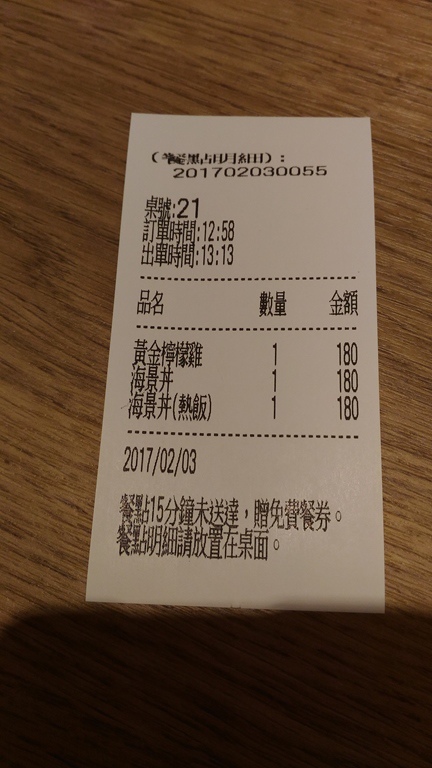 (餐點明細):
201702030055
桌號:21
訂單時間:12:58
出單時間:13:13
品名 數量 金額
黃金檸檬雞 1 180
海景丼 1 180
海景丼(熱飯) 1 180
2017/02/03
餐點15分鐘未送達，贈免費餐券。
餐點明細請放置在桌面。